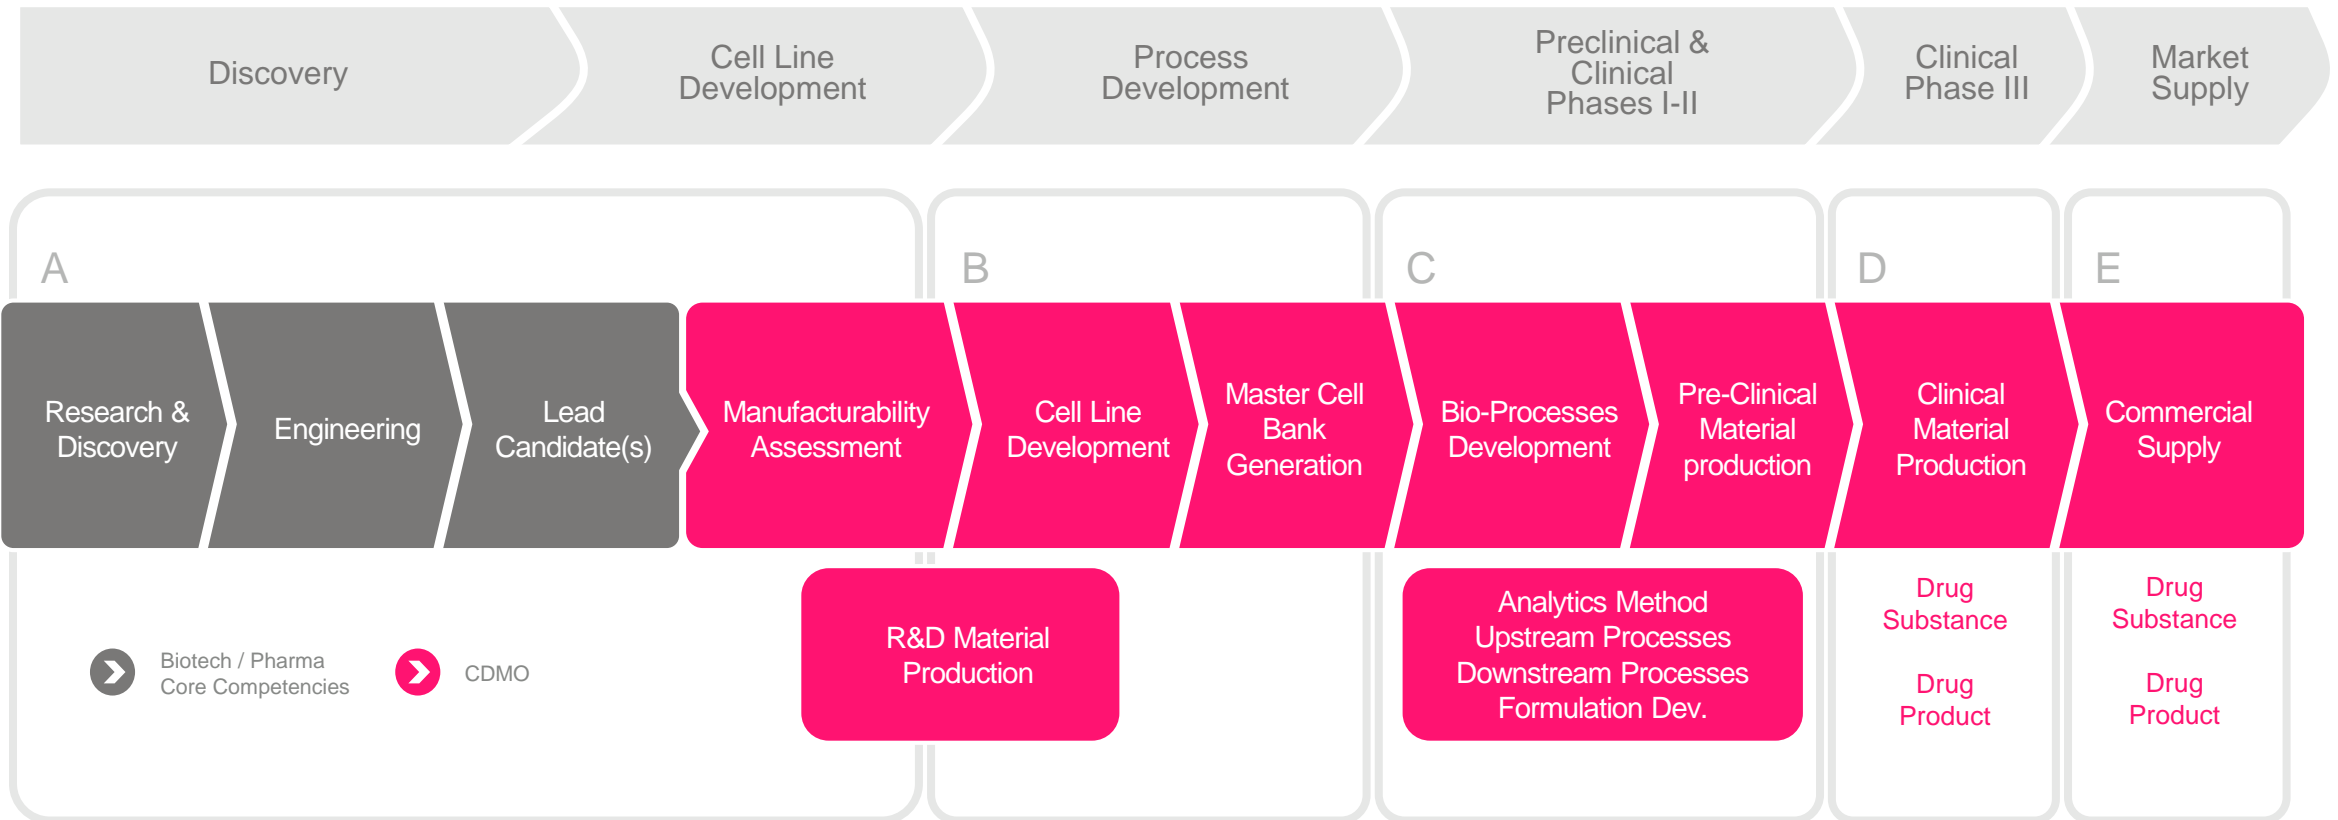 Discovery
Cell Line
Development
Process
Development
Preclinical &
Clinical
Phases I-II
Clinical
Phase III
Market
Supply
A
B
C
D
E
Research &
Discovery
Engineering
Lead
Candidate(s)
Manufacturability
Assessment
Cell Line
Development
Master Cell
Bank
Generation
Bio-Processes
Development
Pre-Clinical
Material
production
Clinical
Material
Production
Commercial
Supply
Biotech / Pharma
Core Competencies
CDMO
R&D Material
Production
Analytics Method
Upstream Processes
Downstream Processes
Formulation Dev.
Drug
Substance
Drug
Product
Drug
Substance
Drug
Product